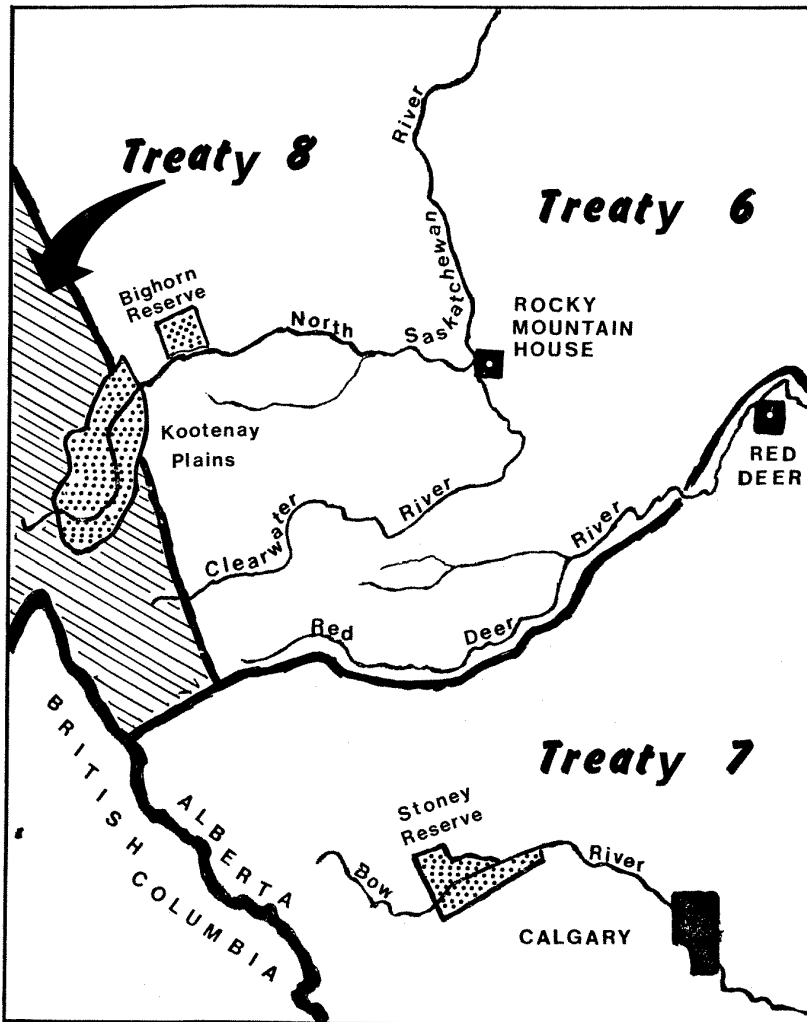 Treaty 8
Treaty 6
Bighorn
Reserve
North Saskatchewan River
ROCKY
MOUNTAIN
HOUSE
Kootenay
Plains
RED
DEER
Clearwater River
Red Deer River
BRITISH COLUMBIA
ALBERTA
Treaty 7
Stoney
Reserve
Bow River
CALGARY